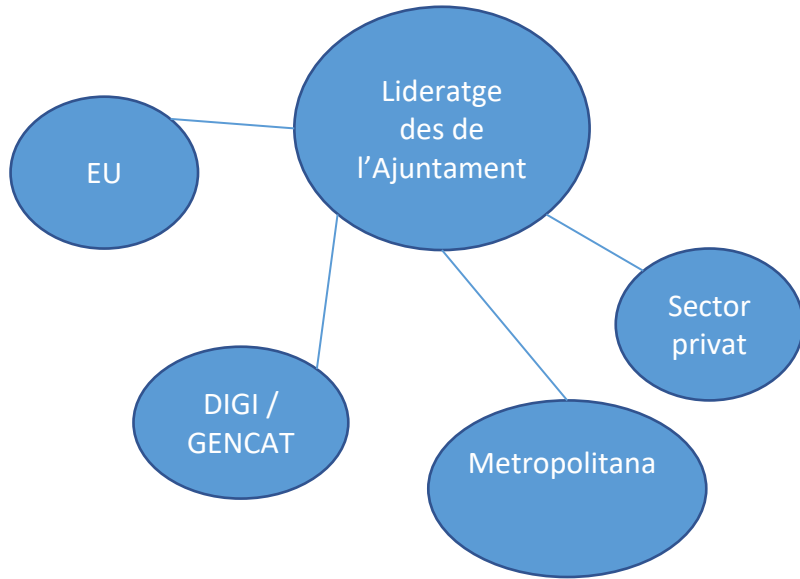 Lideratge
des de
l’Ajuntament
EU
Sector
privat
DIGI /
GENCAT
Metropolitana